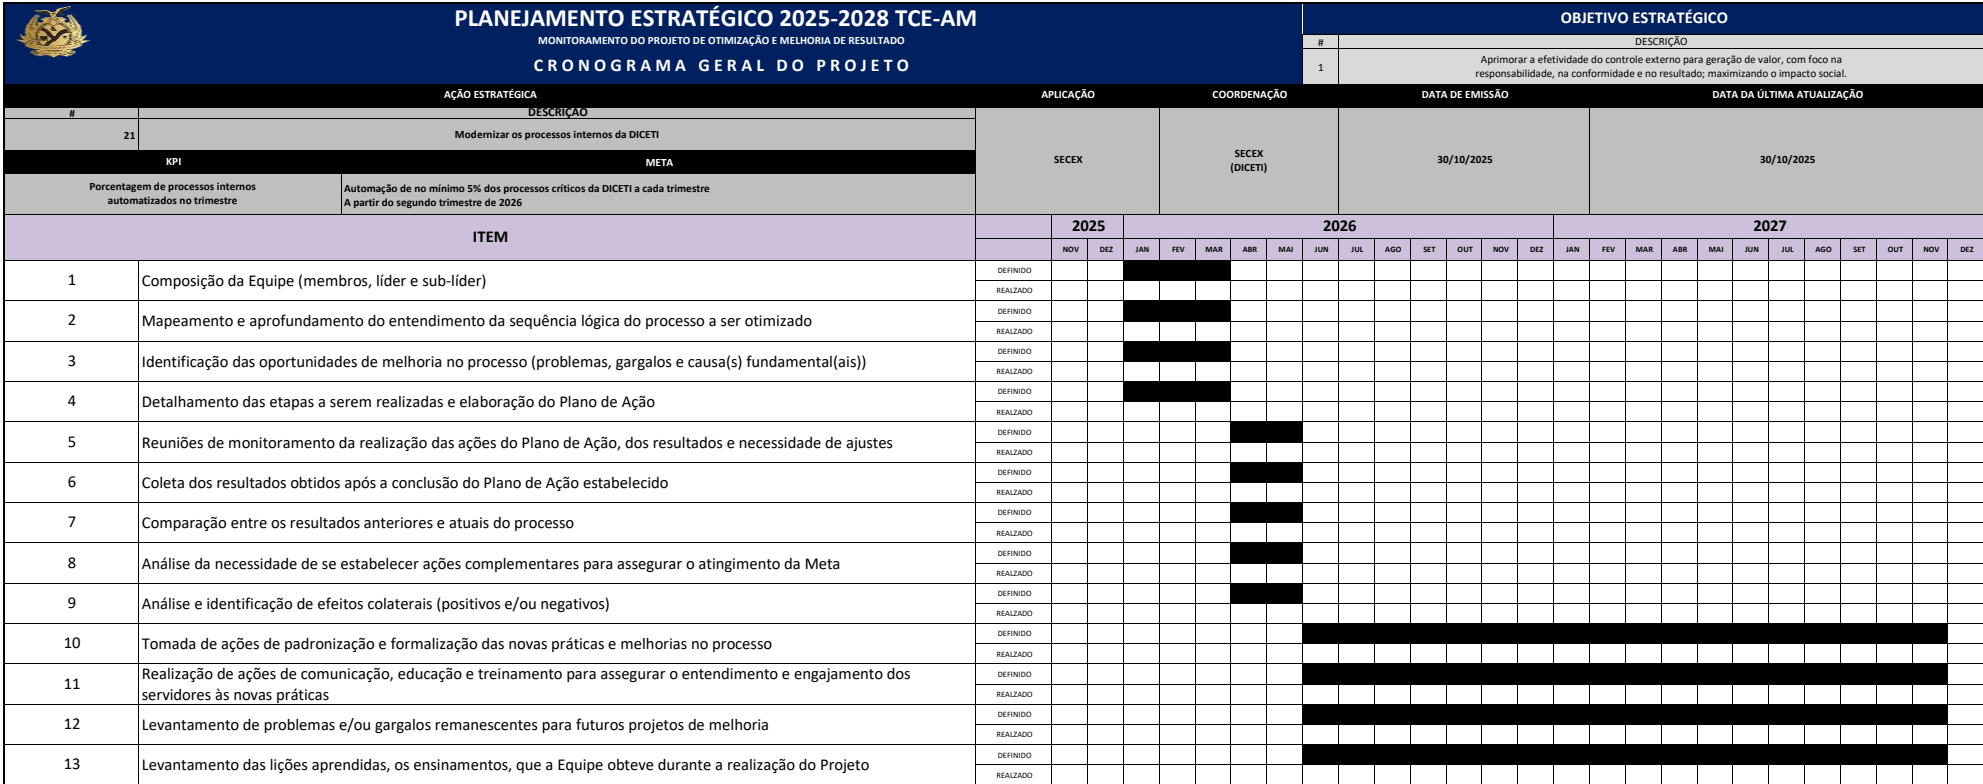 PLANEJAMENTO ESTRATÉGICO 2025-2028 TCE-AM
MONITORAMENTO DO PROJETO DE OTIMIZAÇÃO E MELHORIA DE RESULTADO
CRONOGRAMA GERAL DO PROJETO
OBJETIVO ESTRATÉGICO
# DESCRIÇÃO
1 Aprimorar a efetividade do controle externo para geração de valor, com foco na
responsabilidade, na conformidade e no resultado; maximizando o impacto social.
AÇÃO ESTRATÉGICA APLICAÇÃO COORDENAÇÃO DATA DE EMISSÃO DATA DA ÚLTIMA ATUALIZAÇÃO
# DESCRIÇÃO
21 Modernizar os processos internos da DICETI
KPI META
SECEX
SECEX
(DICETI)
30/10/2025
30/10/2025
Porcentagem de processos internos
automatizados no trimestre
Automação de no mínimo 5% dos processos críticos da DICETI a cada trimestre
A partir do segundo trimestre de 2026
ITEM
2025 2026 2027
NOV DEZ JAN FEV MAR ABR MAI JUN JUL AGO SET OUT NOV DEZ JAN FEV MAR ABR MAI JUN JUL AGO SET OUT NOV DEZ
1 Composição da Equipe (membros, líder e sub-líder)
DEFINIDO
REALZADO
2 Mapeamento e aprofundamento do entendimento da sequência lógica do processo a ser otimizado
DEFINIDO
REALZADO
3 Identificação das oportunidades de melhoria no processo (problemas, gargalos e causa(s) fundamental(ais))
DEFINIDO
REALZADO
4 Detalhamento das etapas a serem realizadas e elaboração do Plano de Ação
DEFINIDO
REALZADO
5 Reuniões de monitoramento da realização das ações do Plano de Ação, dos resultados e necessidade de ajustes
DEFINIDO
REALZADO
6 Coleta dos resultados obtidos após a conclusão do Plano de Ação estabelecido
DEFINIDO
REALZADO
7 Comparação entre os resultados anteriores e atuais do processo
DEFINIDO
REALZADO
8 Análise da necessidade de se estabelecer ações complementares para assegurar o atingimento da Meta
DEFINIDO
REALZADO
9 Análise e identificação de efeitos colaterais (positivos e/ou negativos)
DEFINIDO
REALZADO
10 Tomada de ações de padronização e formalização das novas práticas e melhorias no processo
DEFINIDO
REALZADO
11 Realização de ações de comunicação, educação e treinamento para assegurar o entendimento e engajamento dos
servidores às novas práticas
DEFINIDO
REALZADO
12 Levantamento de problemas e/ou gargalos remanescentes para futuros projetos de melhoria
DEFINIDO
REALZADO
13 Levantamento das lições aprendidas, os ensinamentos, que a Equipe obteve durante a realização do Projeto
DEFINIDO
REALZADO